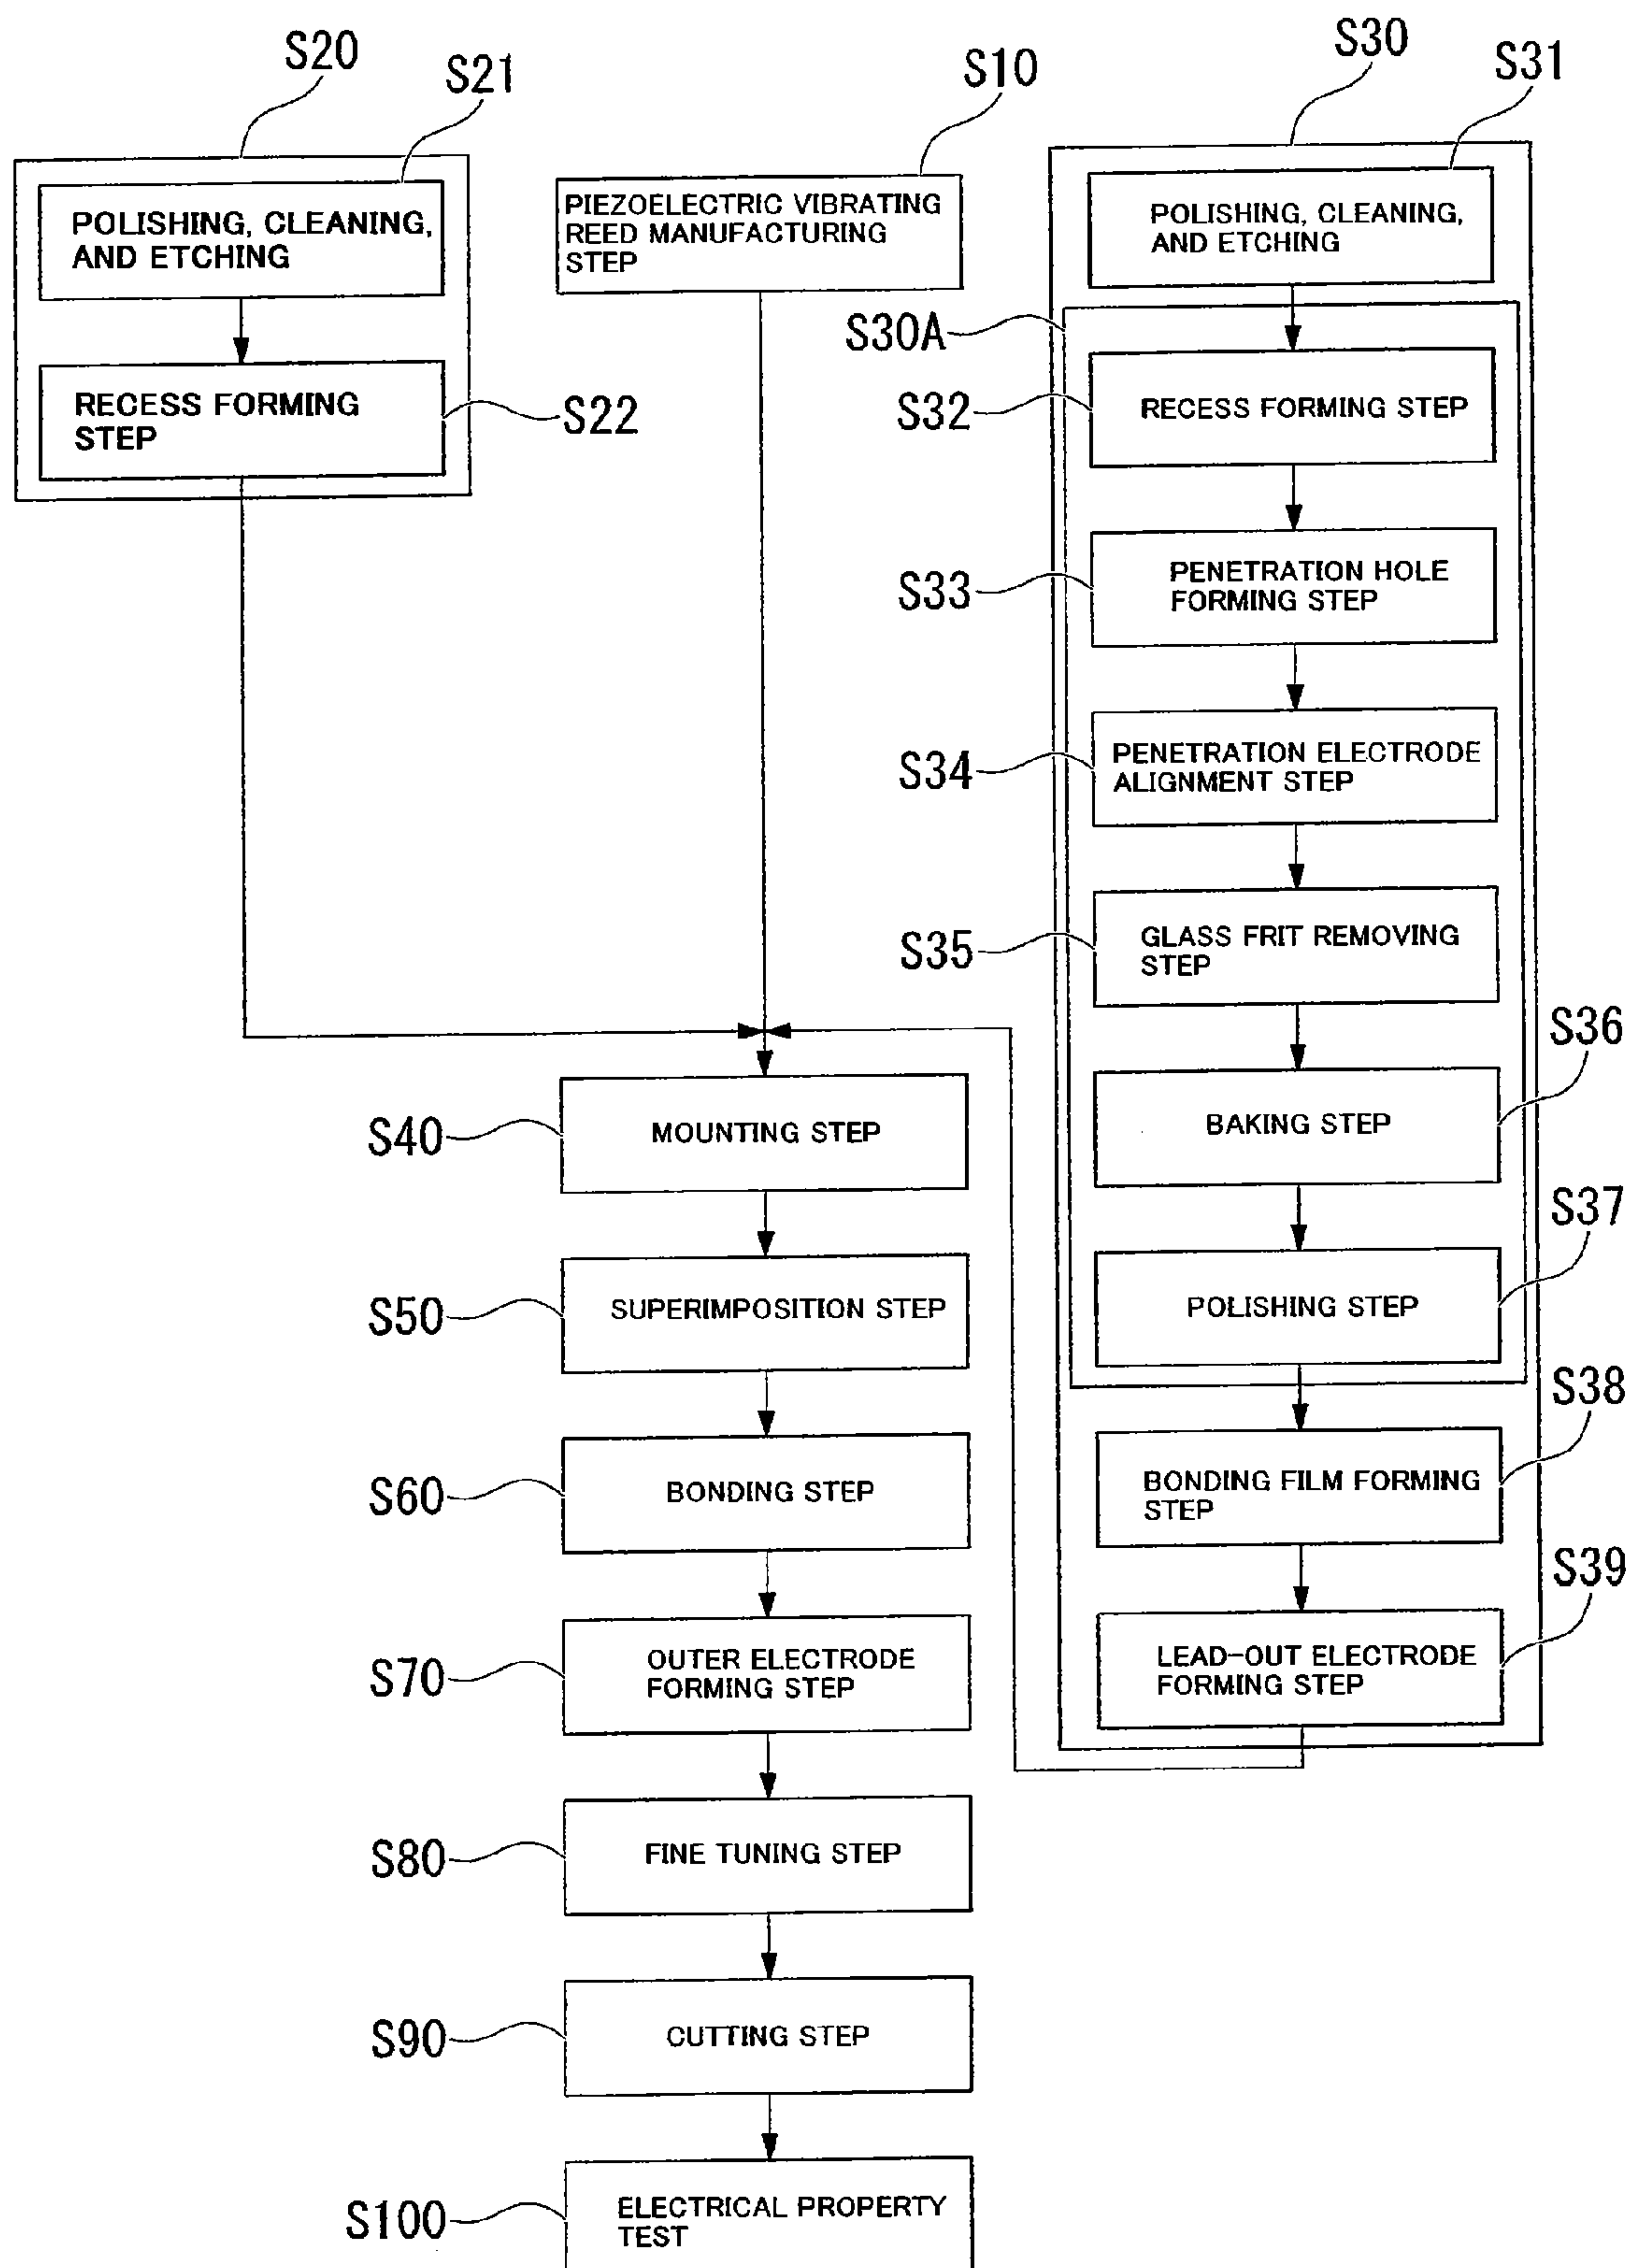 S20
S21
POLISHING, CLEANING,
AND ETCHING
RECESS FORMING
STEP
S22
S10
PIEZOELECTRIC VIBRATING
REED MANUFACTURING
STEP
S30
S31
POLISHING, CLEANING,
AND ETCHING
S30A
S32
RECESS FORMING STEP
S33
PENETRATION HOLE
FORMING STEP
S34
PENETRATION ELECTRODE
ALIGNMENT STEP
S35
GLASS FRIT REMOVING
STEP
S36
BAKING STEP
S37
POLISHING STEP
S38
BONDING FILM FORMING
STEP
S39
LEAD-OUT ELECTRODE
FORMING STEP
S40
MOUNTING STEP
S50
SUPERIMPOSITION STEP
S60
BONDING STEP
S70
OUTER ELECTRODE
FORMING STEP
S80
FINE TUNING STEP
S90
CUTTING STEP
S100
ELECTRICAL PROPERTY
TEST